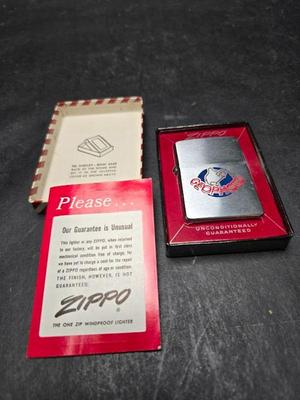 Please...
Our Guarantee is Unusual
This lighter or any ZIPPO, when returned
to our factory, will be put in first class
mechanical condition free of charge, for
we have yet to charge a cent for the repair
of a ZIPPO regardless of age or condition.
THE FINISH, HOWEVER, IS NOT
GUARANTEED.
ZIPPO
®
THE ONE ZIP WINDPROOF LIGHTER
ZIPPO
UNCONDITIONALLY
GUARANTEED